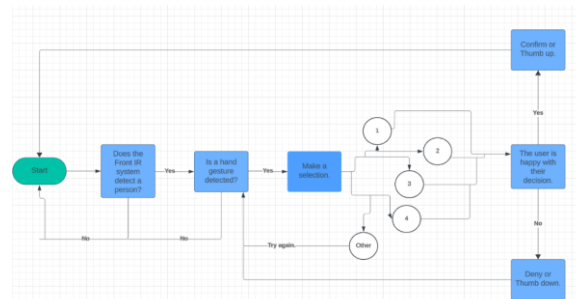 Confirm or
Thumb up.
Yes
1
2
Start
Does the
Front IR
system
detect a
person?
Yes
Is a hand
gesture
detected?
Yes
Make a
selection.
3
4
The user is
happy with
their
decision.
No
No
No
Try again.
Other
Deny or
Thumb down.